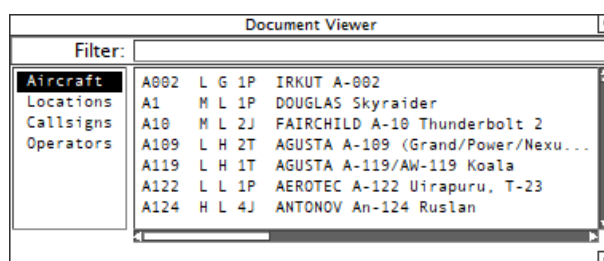 Document Viewer
Filter:
Aircraft
Locations
Callsigns
Operators
A002 L G 1P IRKUT A-002
A1 M L 1P DOUGLAS Skyraider
A10 M L 2J FAIRCHILD A-10 Thunderbolt 2
A109 L H 2T AGUSTA A-109 (Grand/Power/Nexu...
A119 L H 1T AGUSTA A-119/AW-119 Koala
A122 L L 1P AEROTEC A-122 Uirapuru, T-23
A124 H L 4J ANTONOV An-124 Ruslan